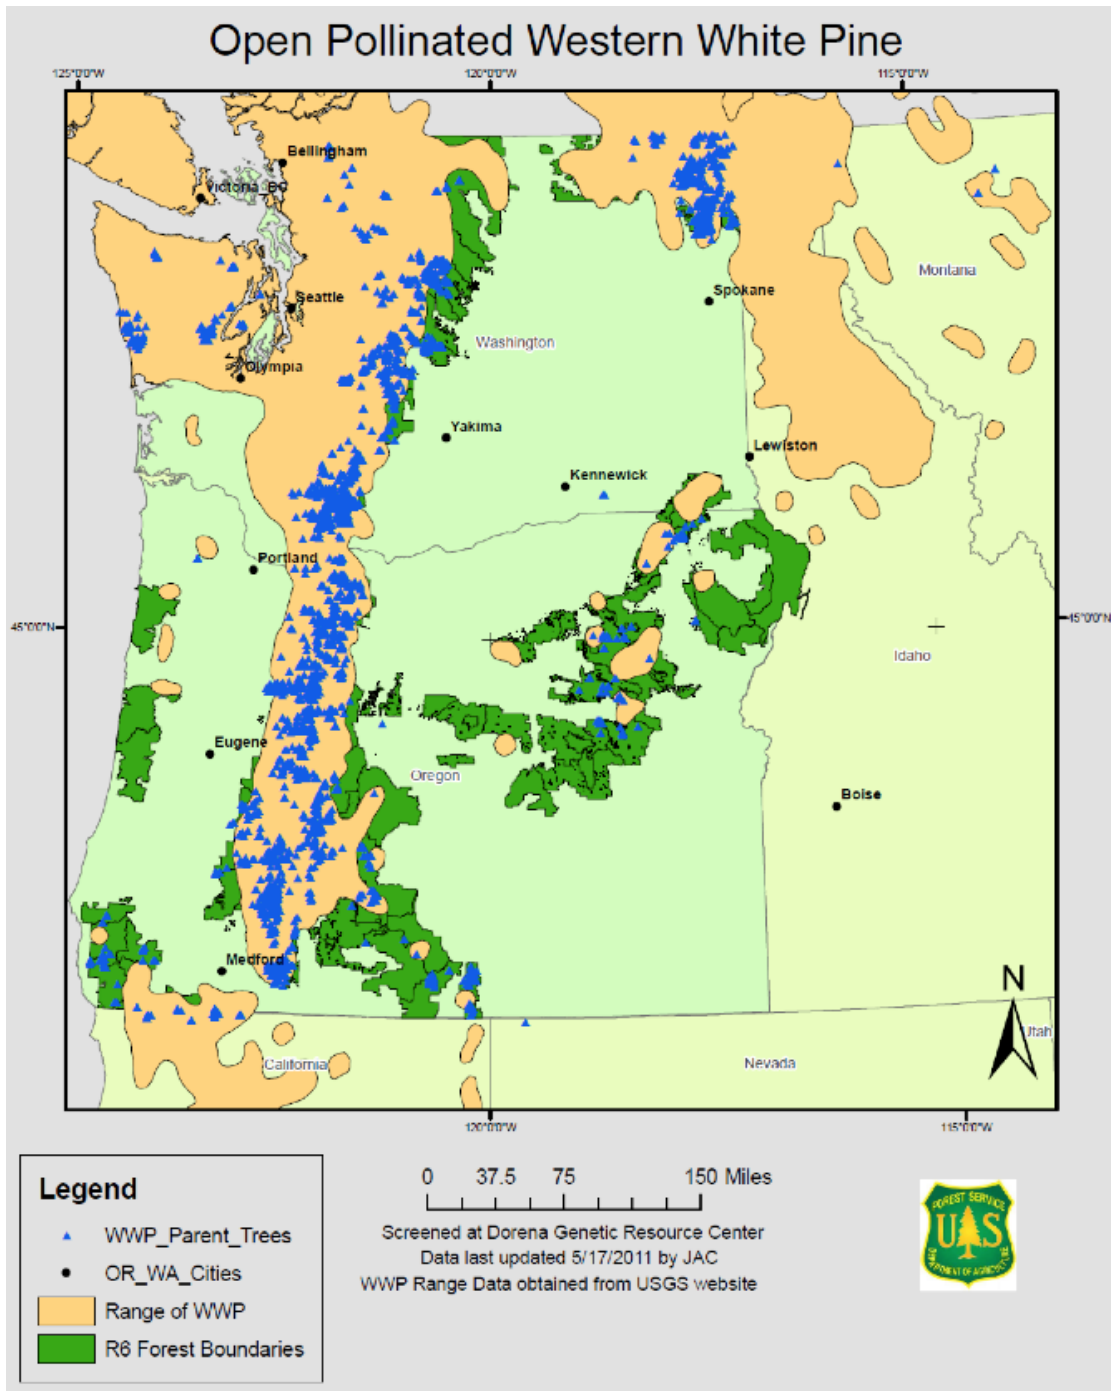 Open Pollinated Western White Pine
125°0'0"W
120°0'0"W
115°0'0"W
Bellingham
Victoria_BC
Montana
Seattle
Spokane
Washington
Olympia
Yakima
Lewiston
Kennewick
Portland
45°0'0"N
45°0'0"N
Idaho
Eugene
Oregon
Boise
Medford
N
Utah
California
Nevada
120°0'0"W
115°0'0"W
Legend
WWP_Parent_Trees
OR_WA_Cities
Range of WWP
R6 Forest Boundaries
0 37.5 75 150 Miles
Screened at Dorena Genetic Resource Center
Data last updated 5/17/2011 by JAC
WWP Range Data obtained from USGS website
FOREST SERVICE
U S
DEPARTMENT OF AGRICULTURE